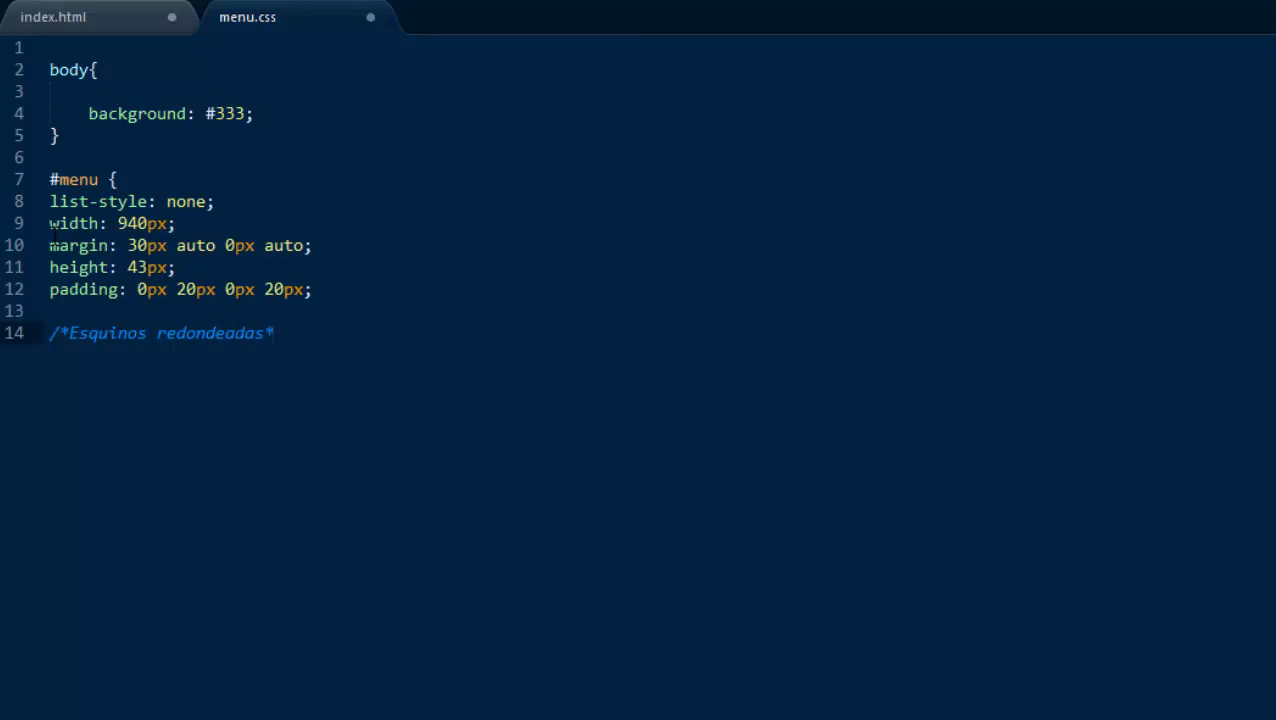 index.html
menu.css
1
2 body{
3
4     background: #333;
5 }
6
7 #menu {
8 list-style: none;
9 width: 940px;
10 margin: 30px auto 0px auto;
11 height: 43px;
12 padding: 0px 20px 0px 20px;
13
14 /*Esquinos redondeadas*